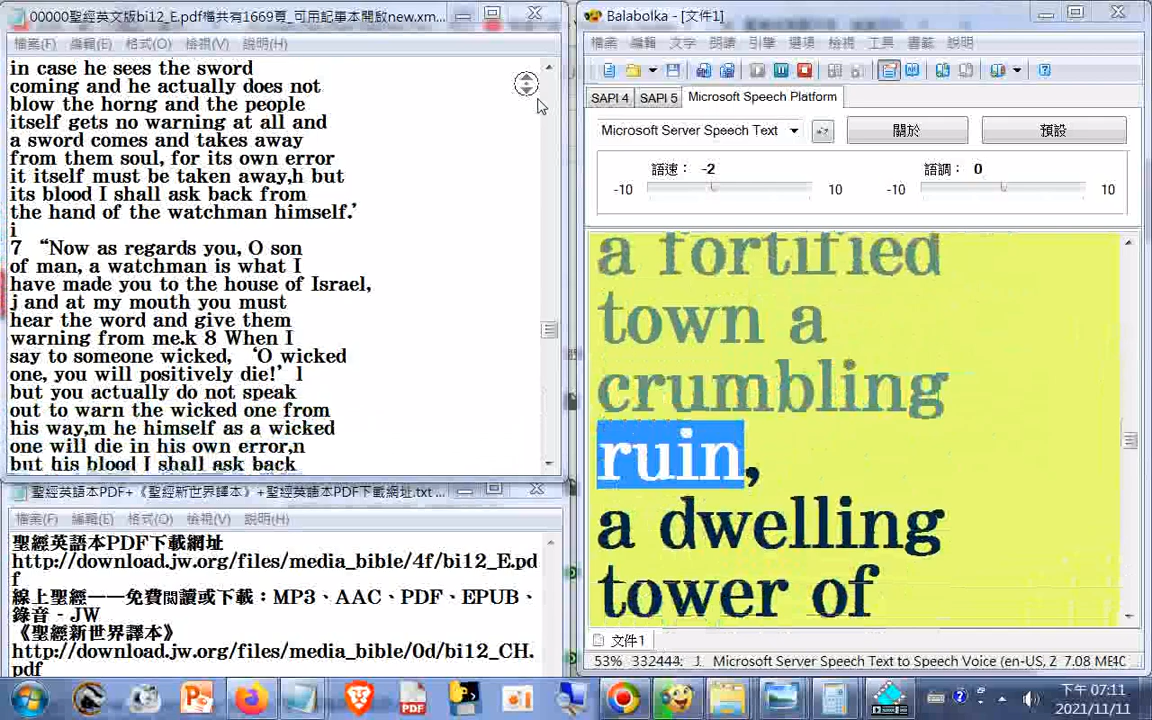 00000聖經英文版bi12_E.pdf檔共有1669頁_可用記事本開啟new.xm...
檔案(F) 編輯(E) 格式(O) 檢視(V) 說明(H)
in case he sees the sword
coming and he actually does not
blow the horng and the people
itself gets no warning at all and
a sword comes and takes away
from them soul, for its own error
it itself must be taken away,h but
its blood I shall ask back from
the hand of the watchman himself.’
i
7 “Now as regards you, O son
of man, a watchman is what I
have made you to the house of Israel,
j and at my mouth you must
hear the word and give them
warning from me.k 8 When I
say to someone wicked, ‘O wicked
one, you will positively die!’ l
but you actually do not speak
out to warn the wicked one from
his way,m he himself as a wicked
one will die in his own error,n
but his blood I shall ask back
聖經英語本PDF+《聖經新世界譯本》+聖經英語本PDF下載網址.txt ...
檔案(F) 編輯(E) 格式(O) 檢視(V) 說明(H)
聖經英語本PDF下載網址
http://download.jw.org/files/media_bible/4f/bi12_E.pd
f
線上聖經——免費閱讀或下載：MP3、AAC、PDF、EPUB、
錄音 - JW
《聖經新世界譯本》
http://download.jw.org/files/media_bible/0d/bi12_CH.
pdf
Balabolka - [文件1]
檔案 編輯 文字 朗讀 引擎 選項 檢視 工具 書籤 說明
SAPI 4 SAPI 5 Microsoft Speech Platform
Microsoft Server Speech Text 關於 預設
語速： -2 語調： 0
-10 10 -10 10
a fortified
town a
crumbling
ruin,
a dwelling
tower of
文件1
53% 332444: Microsoft Server Speech Text to Speech Voice (en-US, 7.08 ME
下午 07:11
2021/11/11